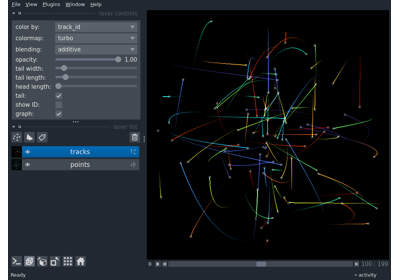 File View Plugins Window Help
layer controls
color by: track_id
colormap: turbo
blending: additive
opacity: 1.00
tail width:
tail length:
head length:
tail:
show ID:
graph:
layer list
tracks
points
100 199
Ready
activity